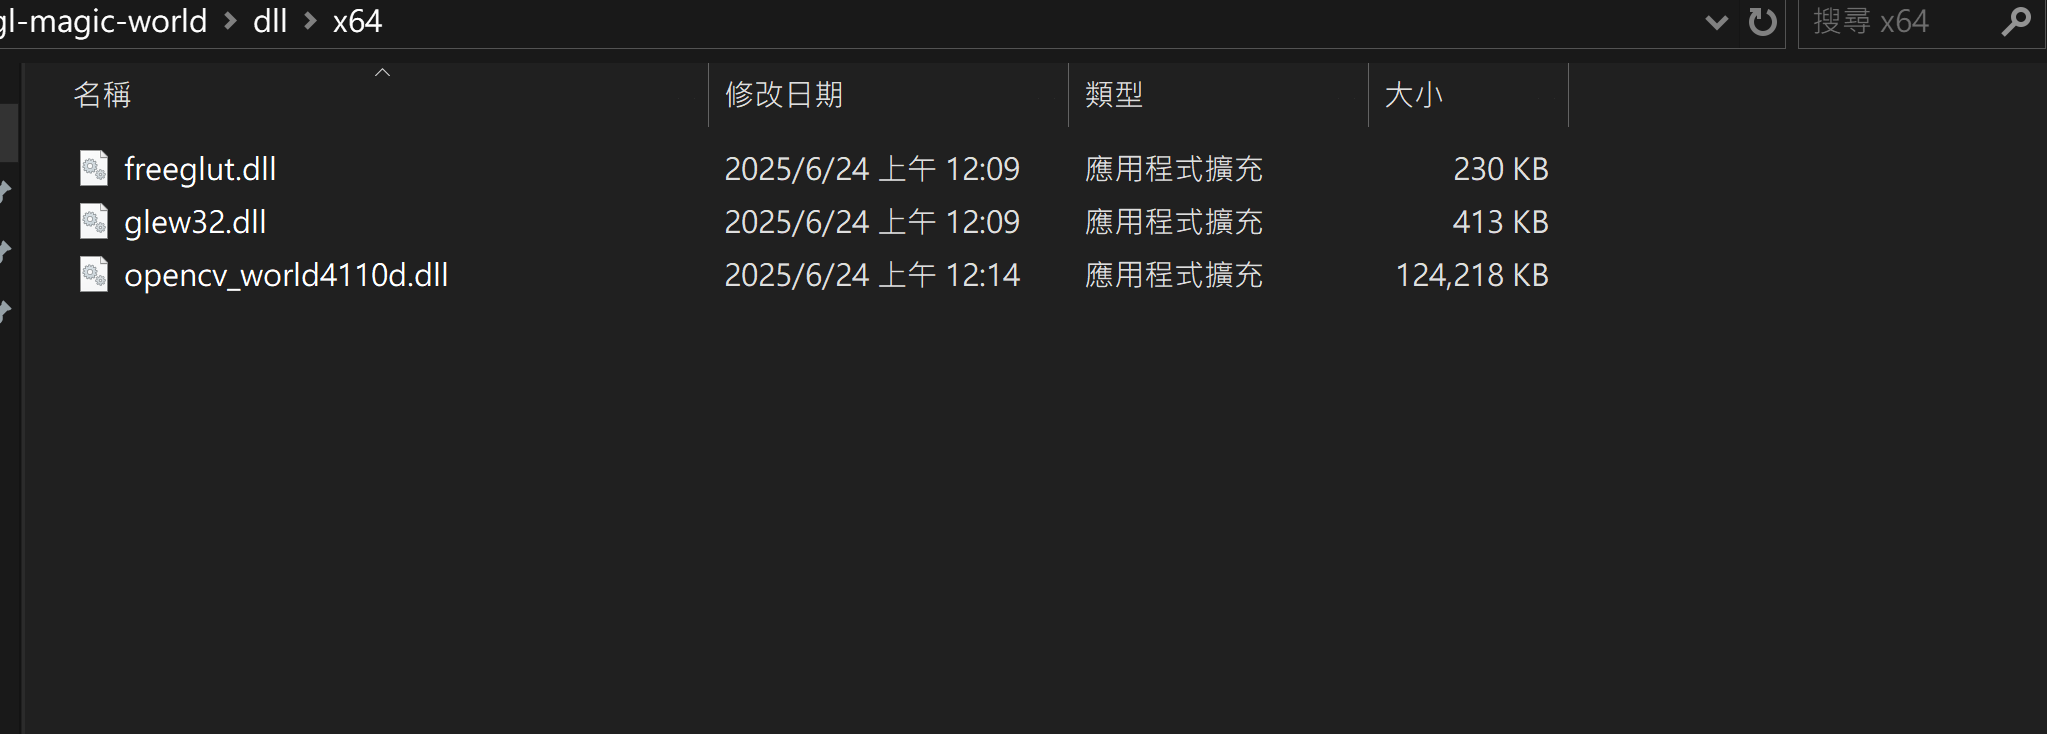 gl-magic-world > dll > x64
搜尋 x64
名稱 修改日期 類型 大小
freeglut.dll 2025/6/24 上午 12:09 應用程式擴充 230 KB
glew32.dll 2025/6/24 上午 12:09 應用程式擴充 413 KB
opencv_world4110d.dll 2025/6/24 上午 12:14 應用程式擴充 124,218 KB